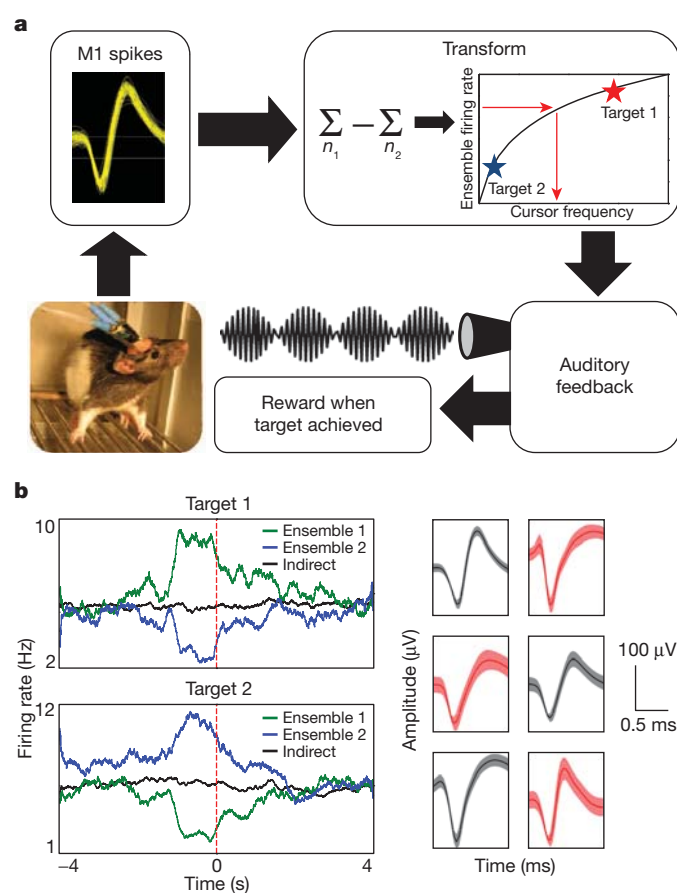 a
M1 spikes
Transform
∑ n1 − ∑ n2
Ensemble firing rate
Target 1
Target 2
Cursor frequency
Auditory
feedback
Reward when
target achieved
b
Target 1
10
Ensemble 1
Ensemble 2
Indirect
2
Firing rate (Hz)
Target 2
12
Ensemble 1
Ensemble 2
Indirect
1
−4
0
4
Time (s)
Amplitude (µV)
100 µV
0.5 ms
Time (ms)